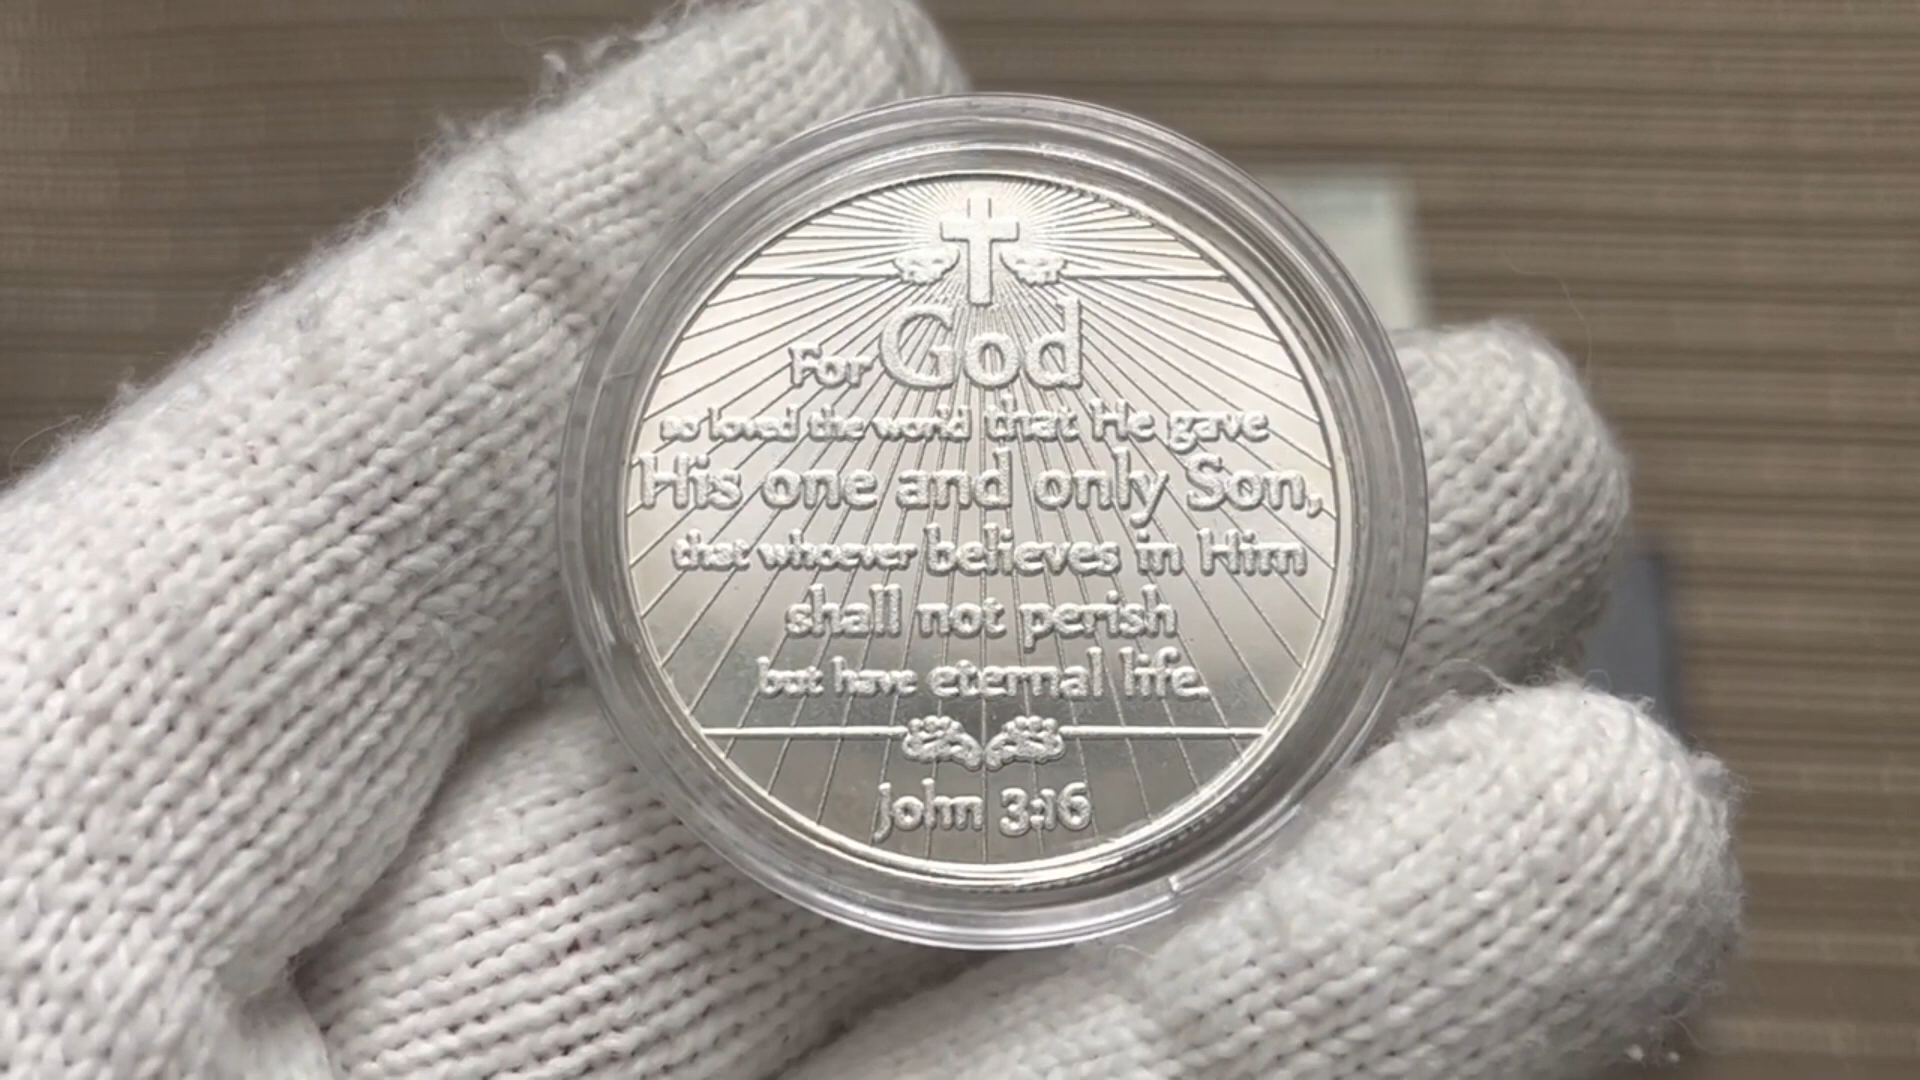 For God
so loved the world that He gave
His one and only Son,
that whoever believes in Him
shall not perish
but have eternal life.
John 3:16